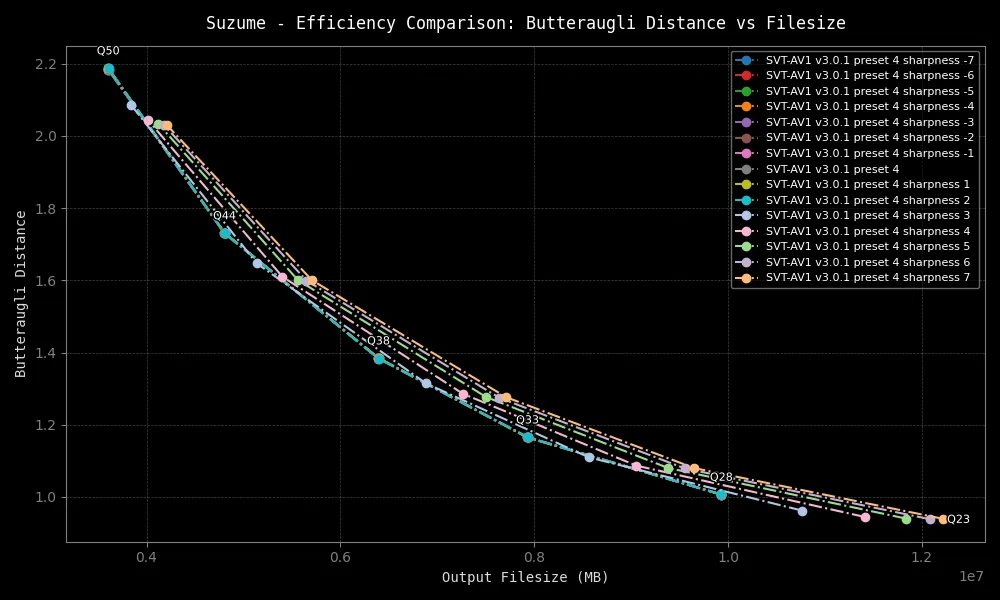 Suzume - Efficiency Comparison: Butteraugli Distance vs Filesize
Q50
SVT-AV1 v3.0.1 preset 4 sharpness -7
SVT-AV1 v3.0.1 preset 4 sharpness -6
SVT-AV1 v3.0.1 preset 4 sharpness -5
SVT-AV1 v3.0.1 preset 4 sharpness -4
SVT-AV1 v3.0.1 preset 4 sharpness -3
SVT-AV1 v3.0.1 preset 4 sharpness -2
SVT-AV1 v3.0.1 preset 4 sharpness -1
SVT-AV1 v3.0.1 preset 4
SVT-AV1 v3.0.1 preset 4 sharpness 1
SVT-AV1 v3.0.1 preset 4 sharpness 2
SVT-AV1 v3.0.1 preset 4 sharpness 3
SVT-AV1 v3.0.1 preset 4 sharpness 4
SVT-AV1 v3.0.1 preset 4 sharpness 5
SVT-AV1 v3.0.1 preset 4 sharpness 6
SVT-AV1 v3.0.1 preset 4 sharpness 7
Q44
Q38
Q33
Q28
Q23
Butteraugli Distance
2.2
2.0
1.8
1.6
1.4
1.2
1.0
0.4 0.6 0.8 1.0 1.2
1e7
Output Filesize (MB)